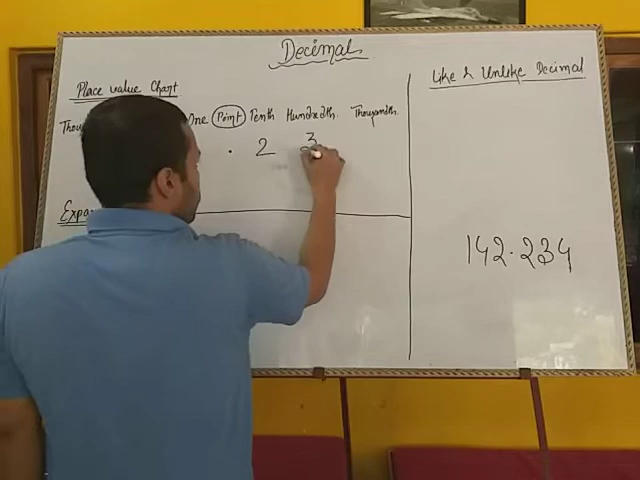 Decimal
Place value Chart
One Point Tenth Hundredth. Thousandth.
. 2 3
Like & Unlike Decimal
142.234